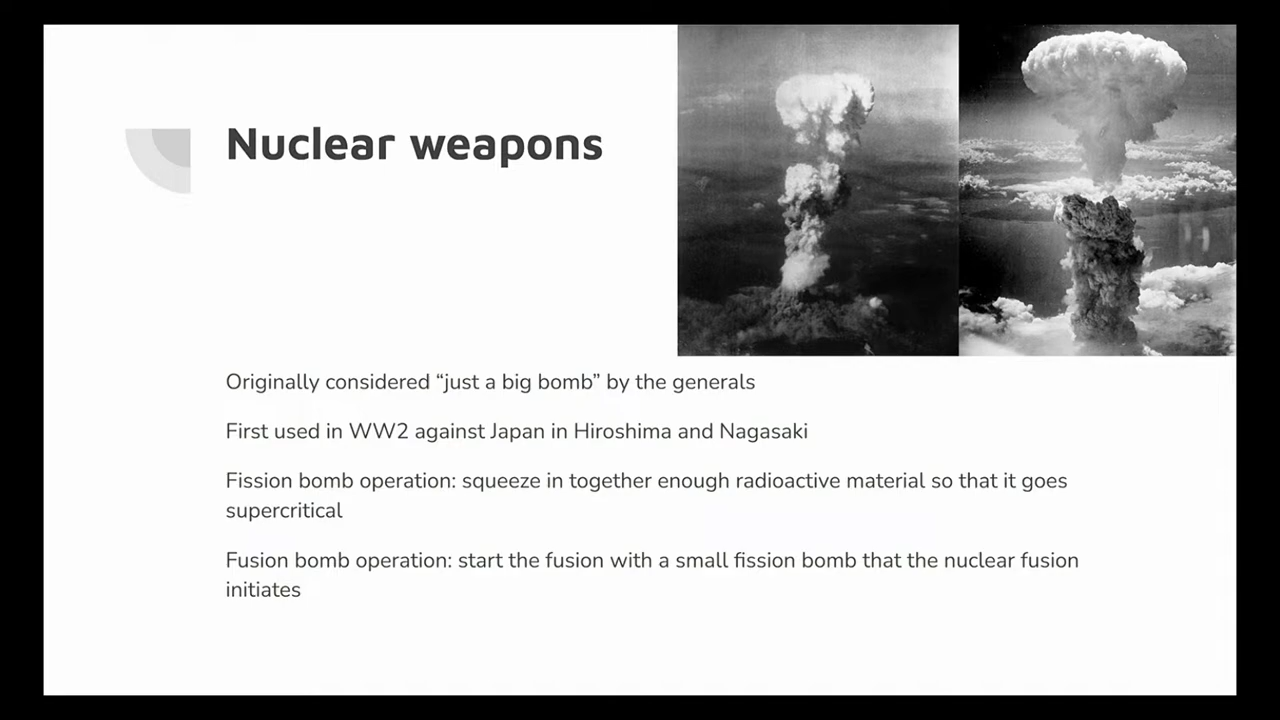 Nuclear weapons
Originally considered “just a big bomb” by the generals
First used in WW2 against Japan in Hiroshima and Nagasaki
Fission bomb operation: squeeze in together enough radioactive material so that it goes
supercritical
Fusion bomb operation: start the fusion with a small fission bomb that the nuclear fusion
initiates